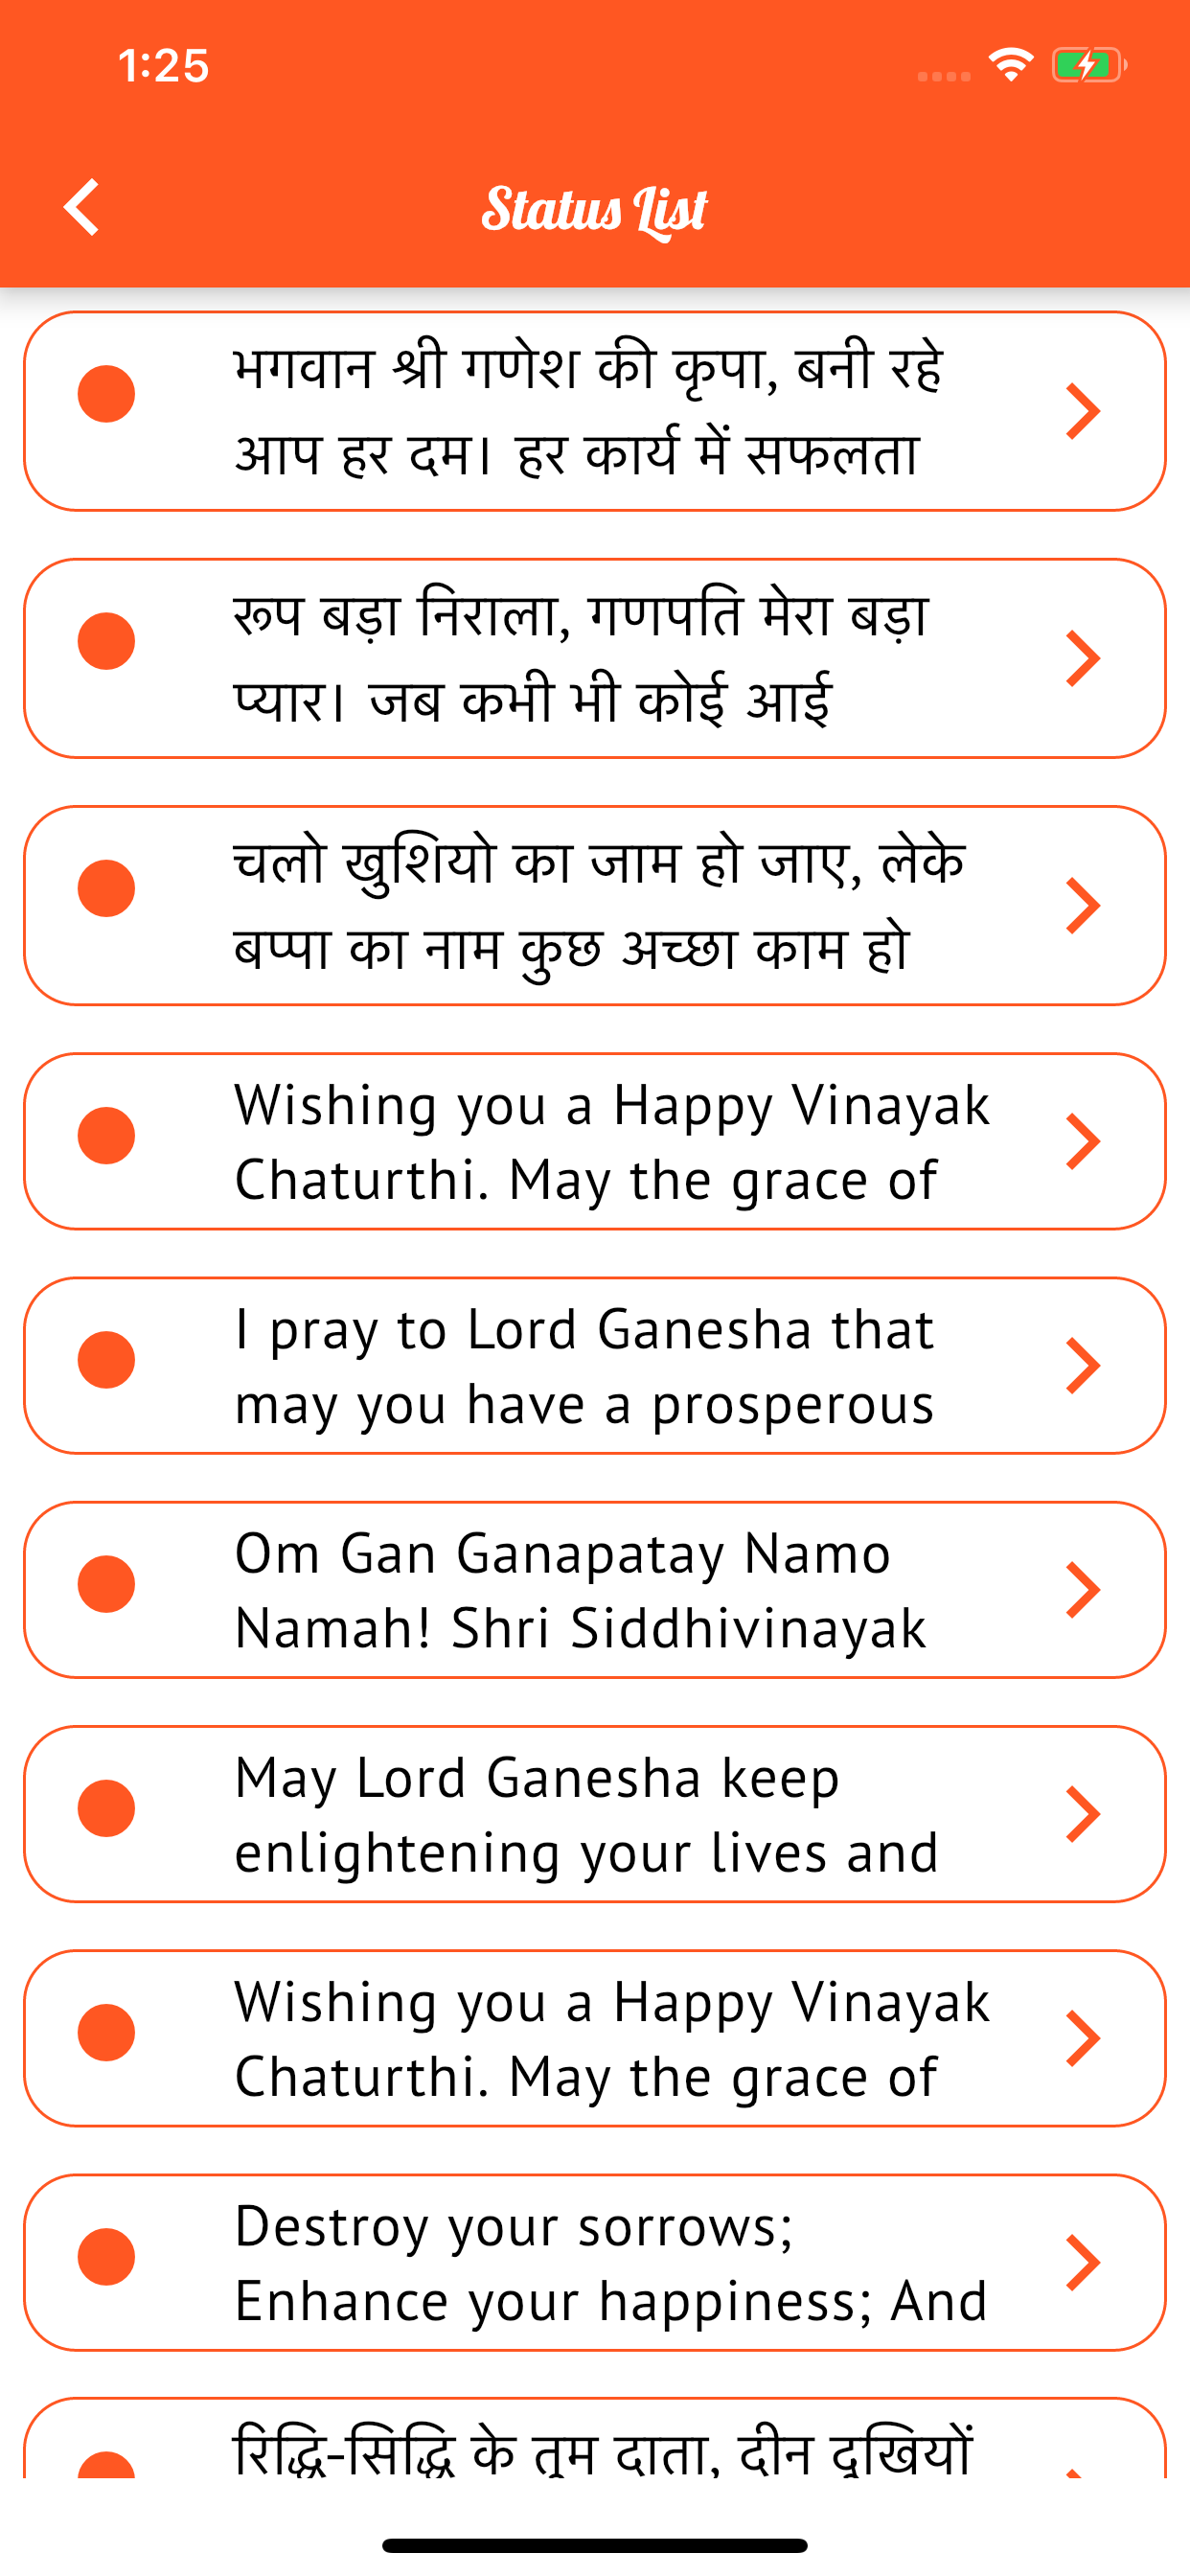 1:25
Status List
भगवान श्री गणेश की कृपा, बनी रहे
आप हर दम। हर कार्य में सफलता
रूप बड़ा निराला, गणपति मेरा बड़ा
प्यार। जब कभी भी कोई आई
चलो खुशियो का जाम हो जाए, लेके
बप्पा का नाम कुछ अच्छा काम हो
Wishing you a Happy Vinayak
Chaturthi. May the grace of
I pray to Lord Ganesha that
may you have a prosperous
Om Gan Ganapatay Namo
Namah! Shri Siddhivinayak
May Lord Ganesha keep
enlightening your lives and
Wishing you a Happy Vinayak
Chaturthi. May the grace of
Destroy your sorrows;
Enhance your happiness; And
रिद्धि-सिद्धि के तुम दाता, दीन दुखियों